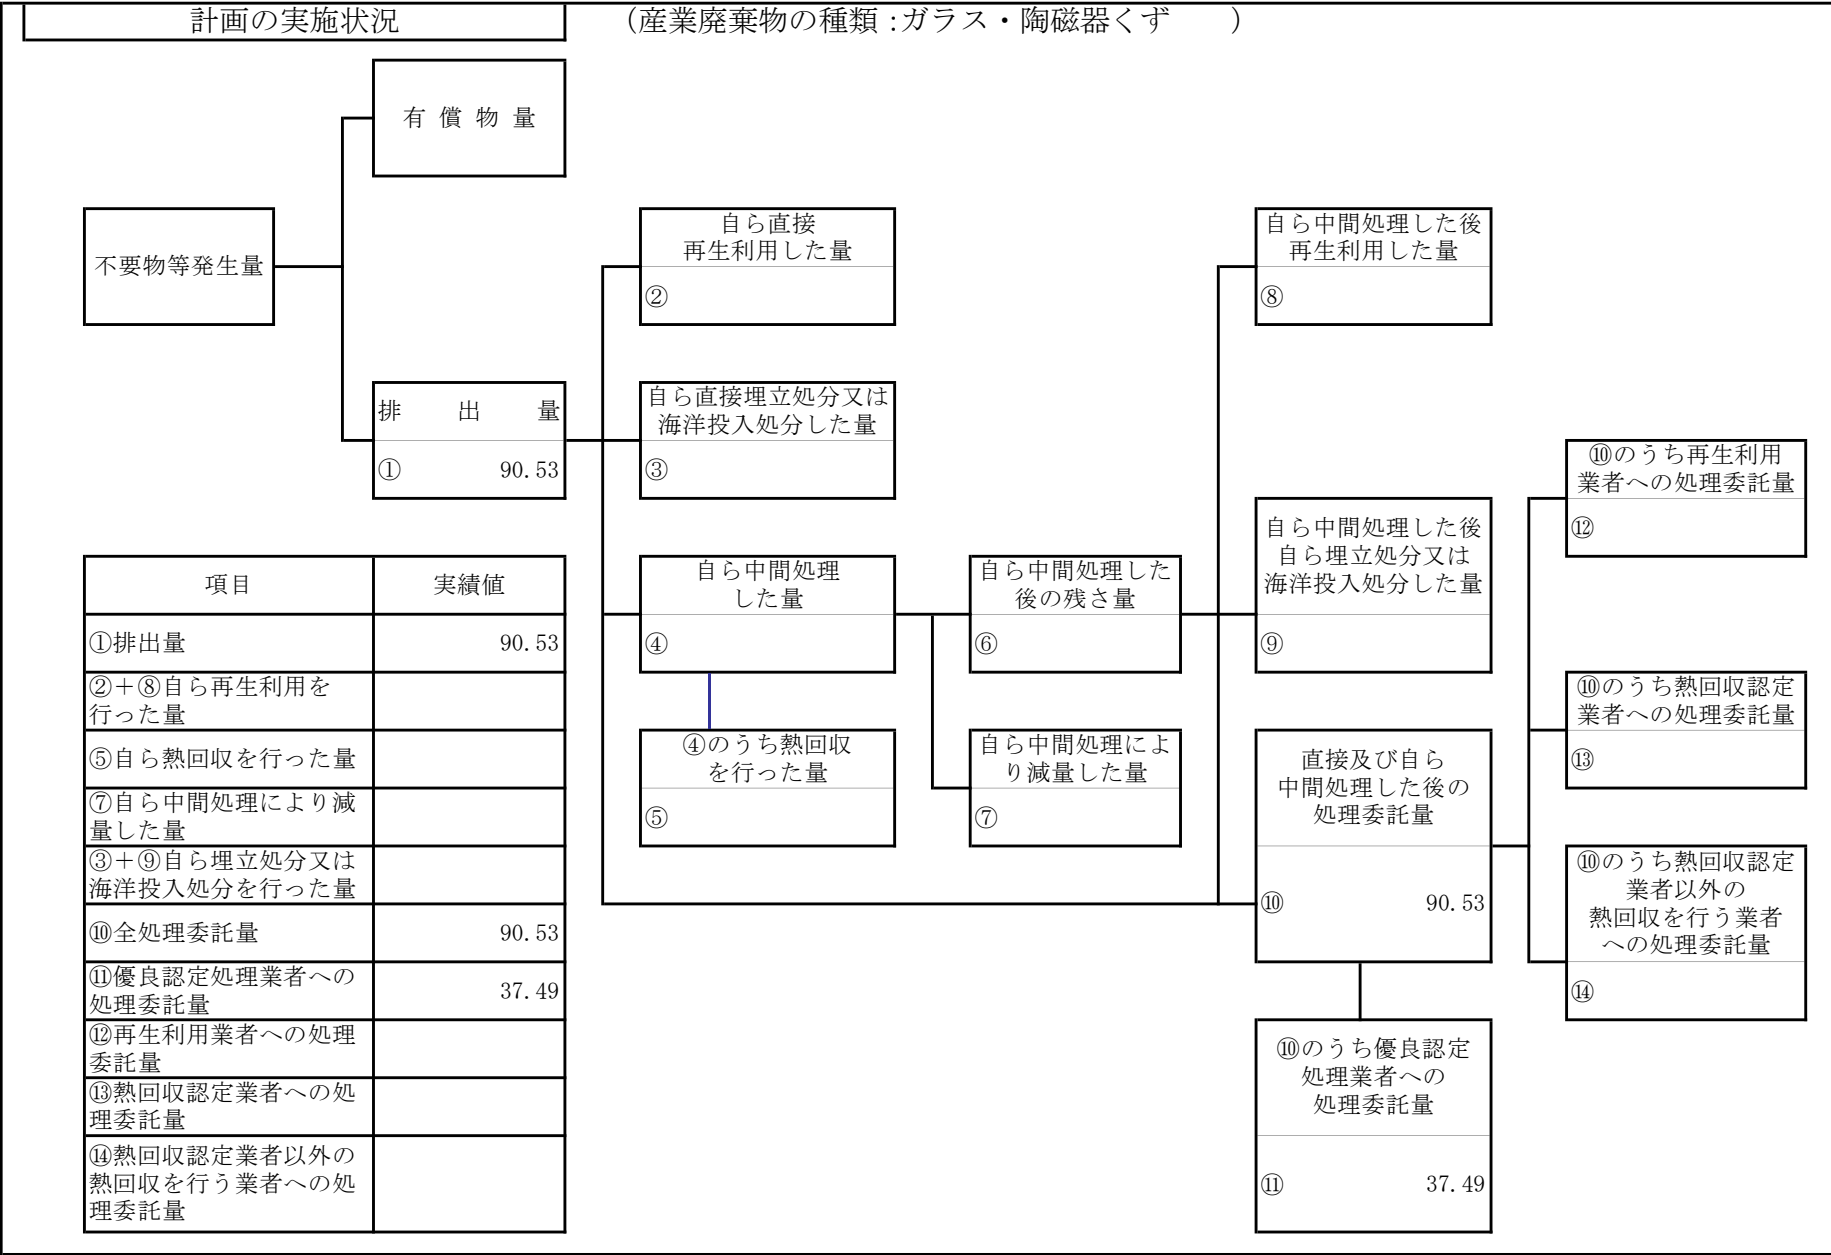 計画の実施状況
（産業廃棄物の種類:ガラス・陶磁器くず　　）
有償物量
不要物等発生量
自ら直接
再生利用した量
②
自ら中間処理した後
再生利用した量
⑧
排出量
① 90.53
自ら直接埋立処分又は
海洋投入処分した量
③
⑩のうち再生利用
業者への処理委託量
⑫
自ら中間処理した後
自ら埋立処分又は
海洋投入処分した量
⑨
自ら中間処理
した量
④
自ら中間処理した
後の残さ量
⑥
④のうち熱回収
を行った量
⑤
自ら中間処理によ
り減量した量
⑦
直接及び自ら
中間処理した後の
処理委託量
⑩ 90.53
⑩のうち熱回収認定
業者への処理委託量
⑬
⑩のうち熱回収認定
業者以外の
熱回収を行う業者
への処理委託量
⑭
⑩のうち優良認定
処理業者への
処理委託量
⑪ 37.49
項目 実績値
①排出量 90.53
②＋⑧自ら再生利用を
行った量
⑤自ら熱回収を行った量
⑦自ら中間処理により減
量した量
③＋⑨自ら埋立処分又は
海洋投入処分を行った量
⑩全処理委託量 90.53
⑪優良認定処理業者への
処理委託量 37.49
⑫再生利用業者への処理
委託量
⑬熱回収認定業者への処
理委託量
⑭熱回収認定業者以外の
熱回収を行う業者への処
理委託量